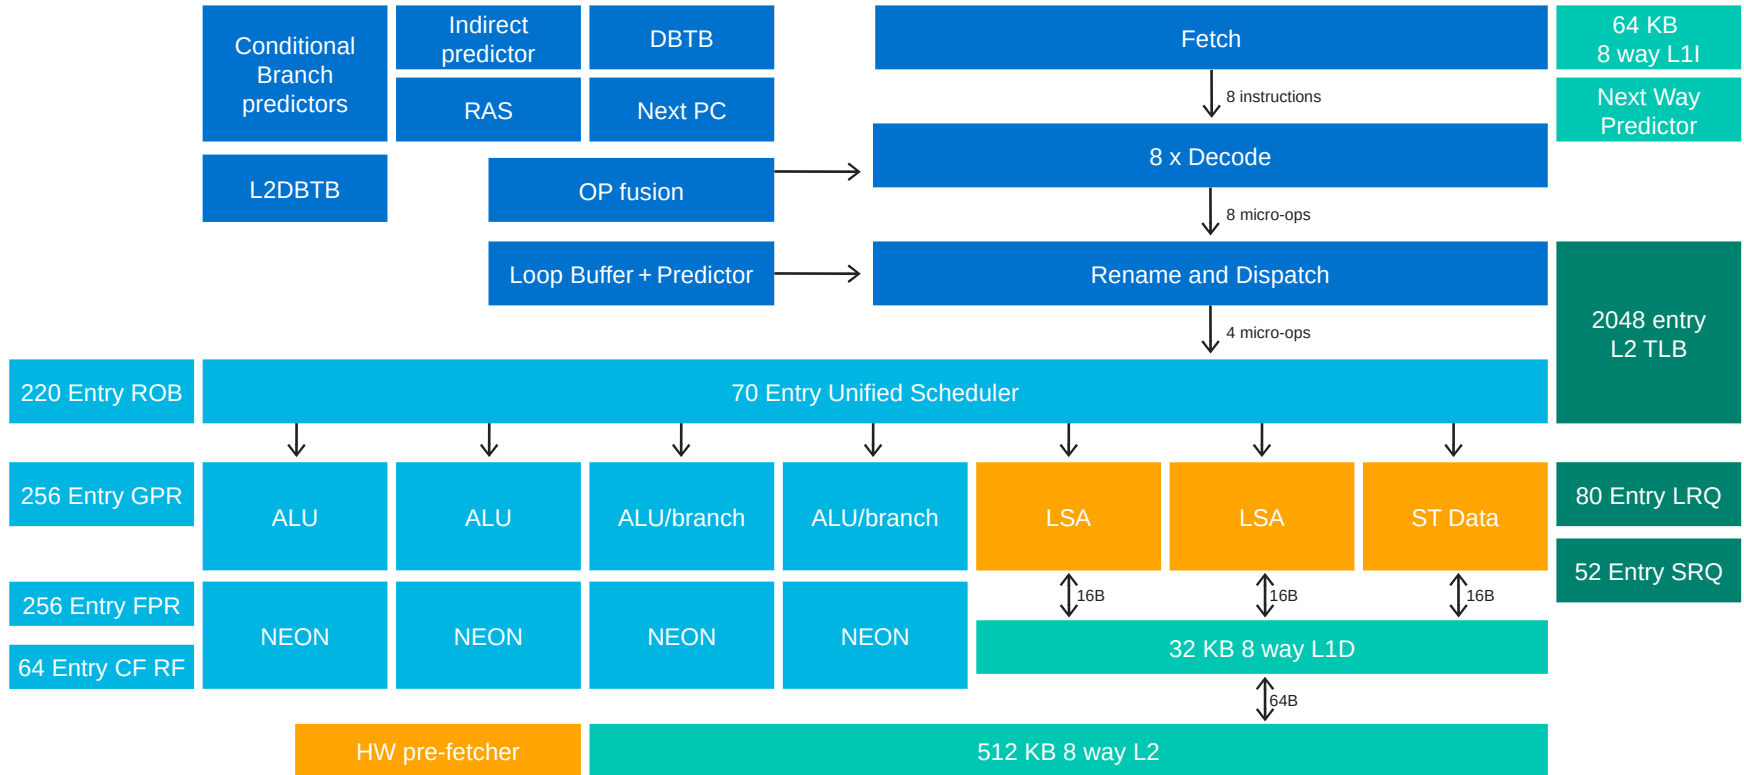 Conditional
Branch
predictors
Indirect
predictor
DBTB
RAS
Next PC
L2DBTB
OP fusion
Loop Buffer + Predictor
Fetch
8 instructions
8 x Decode
8 micro-ops
Rename and Dispatch
4 micro-ops
64 KB
8 way L1I
Next Way
Predictor
2048 entry
L2 TLB
220 Entry ROB
70 Entry Unified Scheduler
256 Entry GPR
ALU
ALU
ALU/branch
ALU/branch
LSA
LSA
ST Data
80 Entry LRQ
52 Entry SRQ
256 Entry FPR
64 Entry CF RF
NEON
NEON
NEON
NEON
16B
16B
16B
32 KB 8 way L1D
64B
HW pre-fetcher
512 KB 8 way L2